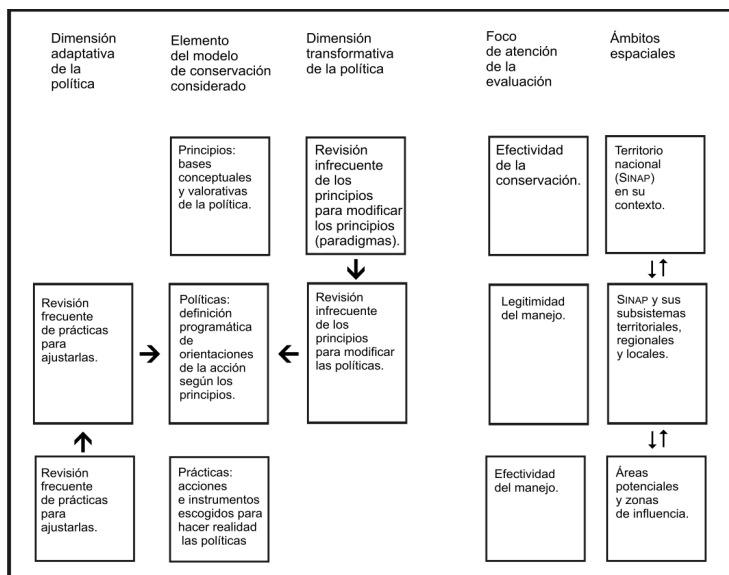 Dimensión
adaptativa
de la
política
Elemento
del modelo
de conservación
considerado
Dimensión
transformativa
de la política
Foco
de atención
de la
evaluación
Ámbitos
espaciales
Principios:
bases
conceptuales
y valorativas
de la política.
Revisión
infrecuente
de los
principios
para modificar
los principios
(paradigmas).
Efectividad
de la
conservación.
Territorio
nacional
(SINAP)
en su
contexto.
Revisión
frecuente
de prácticas
para
ajustarlas.
Políticas:
definición
programática
de
orientaciones
de la acción
según los
principios.
Revisión
infrecuente
de los
principios
para modificar
las políticas.
Legitimidad
del manejo.
SINAP y sus
subsistemas
territoriales,
regionales
y locales.
Revisión
frecuente
de prácticas
para
ajustarlas.
Prácticas:
acciones
e instrumentos
escogidos para
hacer realidad
las políticas
Efectividad
del manejo.
Áreas
potenciales
y zonas
de influencia.